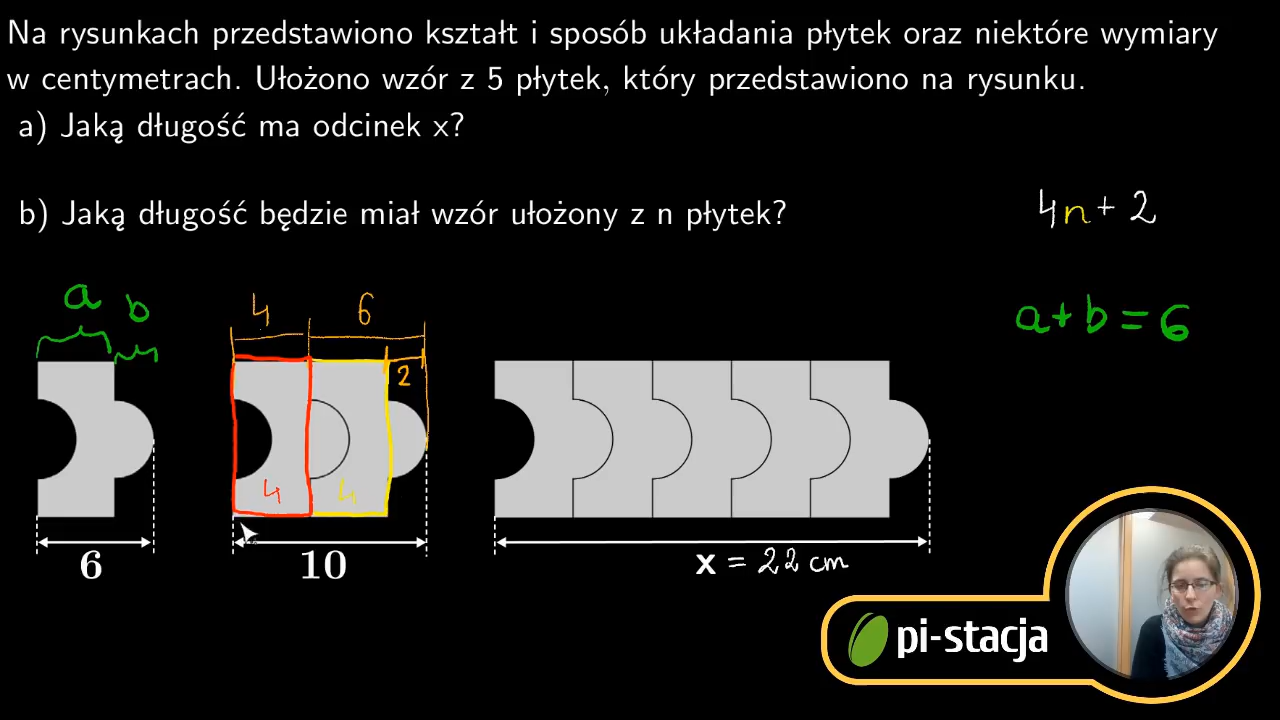 Na rysunkach przedstawiono kształt i sposób układania płytek oraz niektóre wymiary
w centymetrach. Ułożono wzór z 5 płytek, który przedstawiono na rysunku.
a) Jaką długość ma odcinek x?
b) Jaką długość będzie miał wzór ułożony z n płytek?
4n + 2
a b
4 6
a + b = 6
2
4 4
6
10
x = 22 cm
pi-stacja